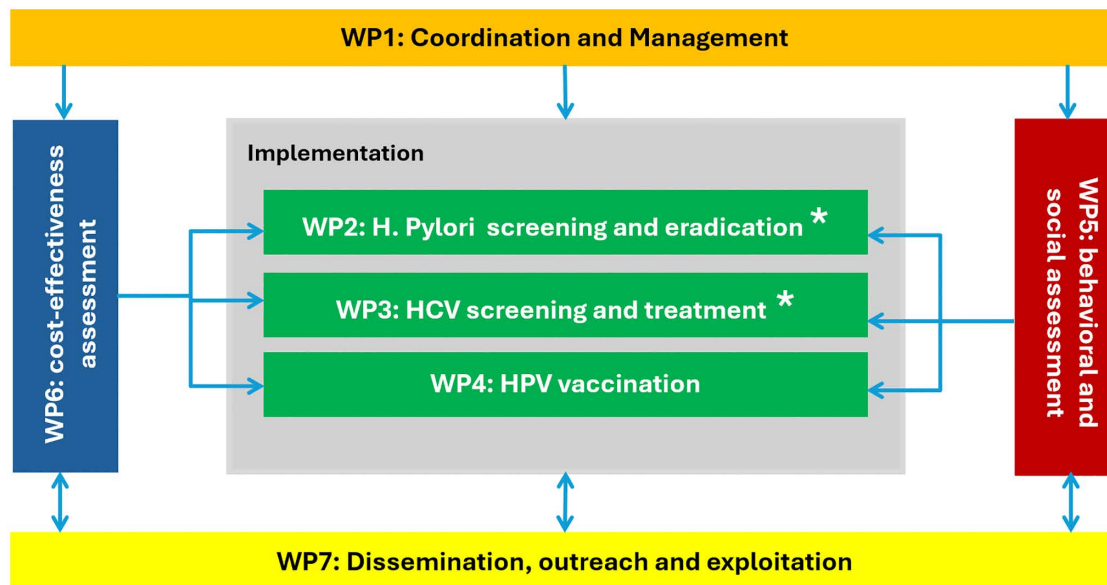 WP1: Coordination and Management
Implementation
WP6: cost-effectiveness
assessment
WP2: H. Pylori  screening and eradication *
WP3: HCV screening and treatment *
WP4: HPV vaccination
WP5: behavioral and
social assessment
WP7: Dissemination, outreach and exploitation